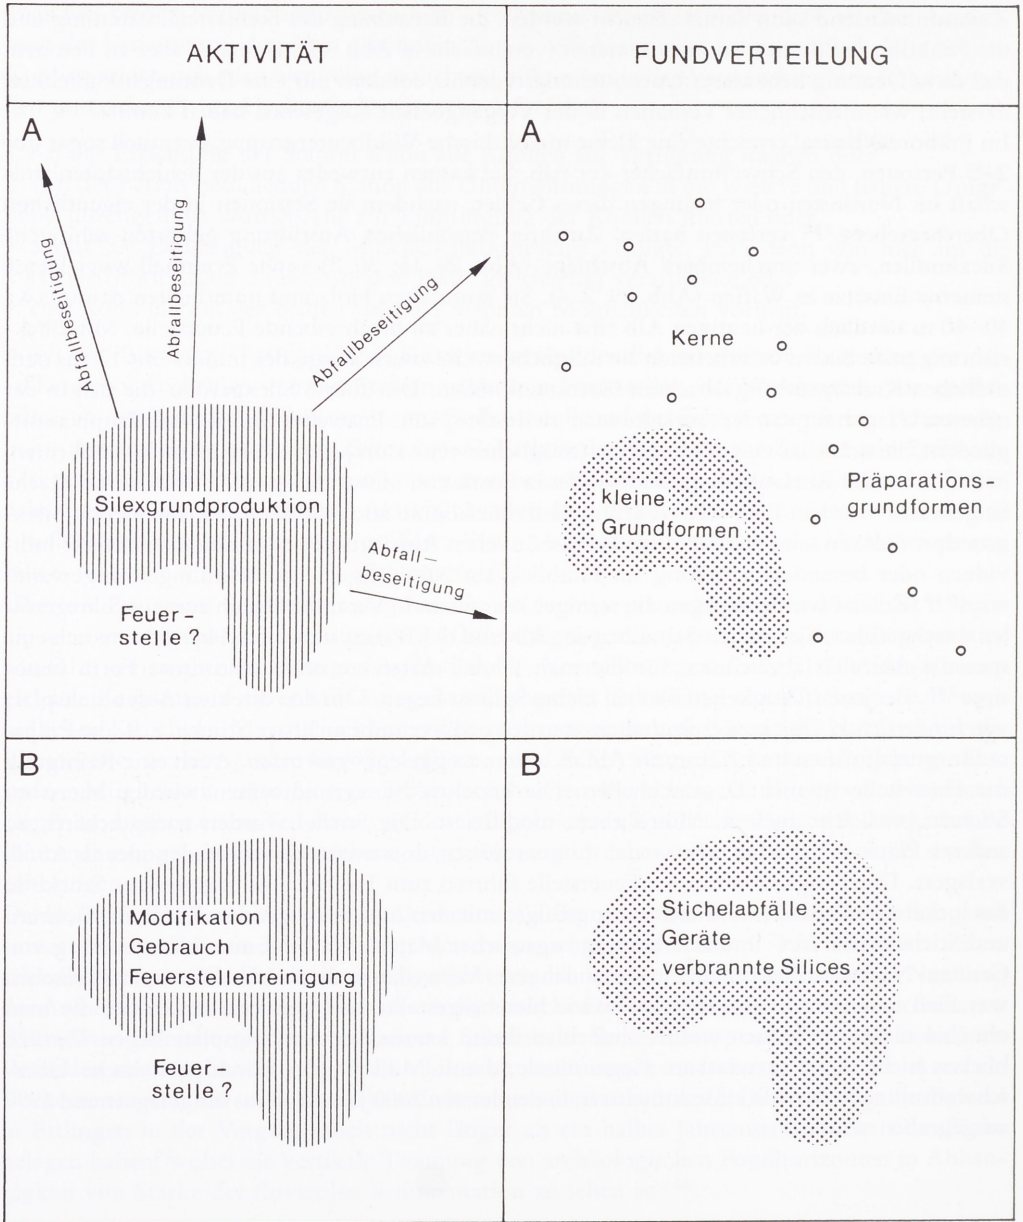 AKTIVITÄT
FUNDVERTEILUNG
A
Abfallbeseitigung
Abfallbeseitigung
Abfallbeseitigung
Silexgrundproduktion
Abfall-
beseitigung
Feuer-
stelle ?
A
Kerne
Präparations-
grundformen
kleine
Grundformen
B
Modifikation
Gebrauch
Feuerstellenreinigung
Feuer-
stelle ?
B
Stichelabfälle
Geräte
verbrannte Silices